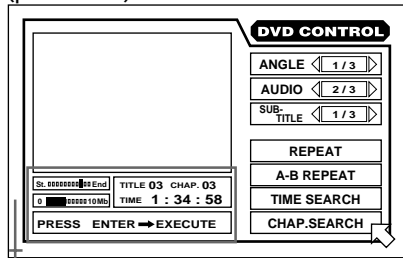 DVD CONTROL
ANGLE 1 / 3
AUDIO 2 / 3
SUB-TITLE 1 / 3
REPEAT
A-B REPEAT
TIME SEARCH
CHAP.SEARCH
St. End
0 10Mb
TITLE 03 CHAP. 03
TIME 1 : 34 : 58
PRESS ENTER ➡ EXECUTE